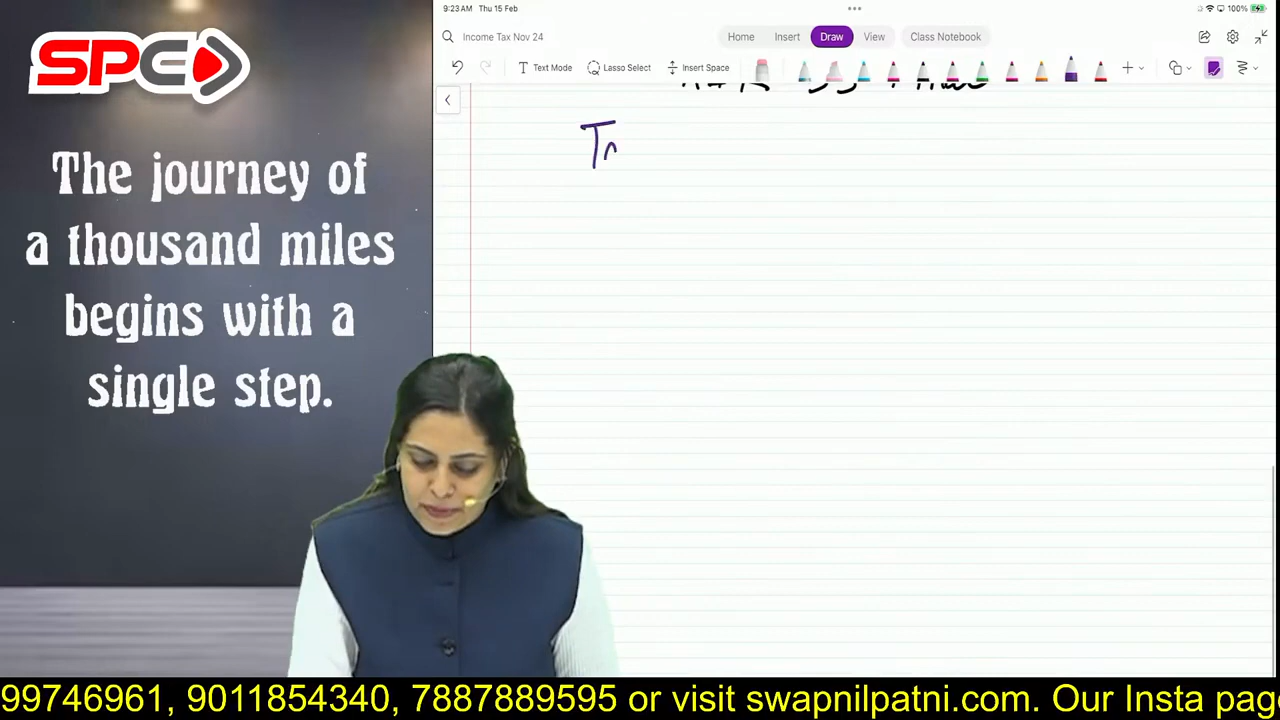 9:23 AM Thu 15 Feb
100%
SPE
Income Tax Nov 24
Home Insert Draw View Class Notebook
Text Mode Lasso Select Insert Space
The journey of
a thousand miles
begins with a
single step.
99746961, 9011854340, 7887889595 or visit swapnilpatni.com. Our Insta pag